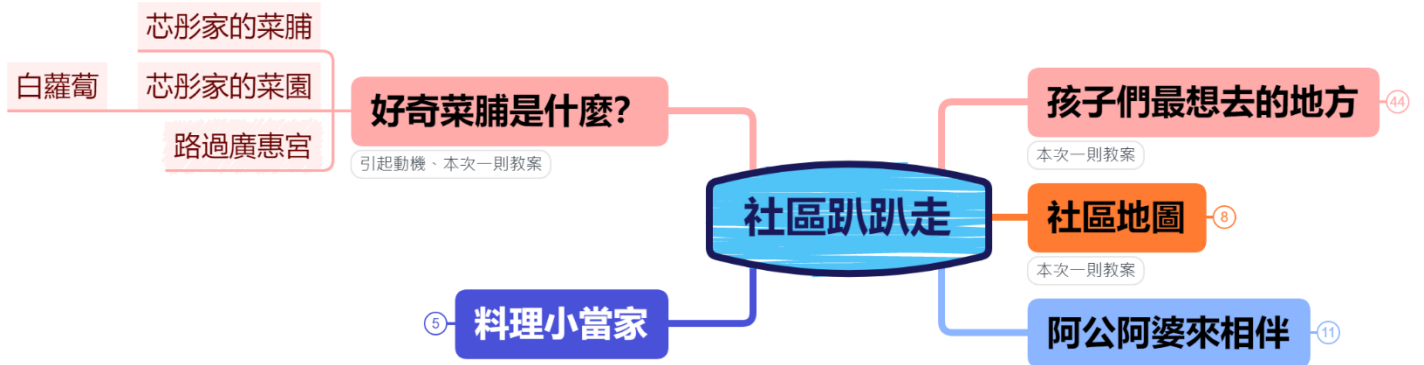 社區趴趴走
好奇菜脯是什麼?
引起動機、本次一則教案
芯彤家的菜脯
芯彤家的菜園
白蘿蔔
路過廣惠宮
料理小當家
5
孩子們最想去的地方
44
本次一則教案
社區地圖
8
本次一則教案
阿公阿婆來相伴
11